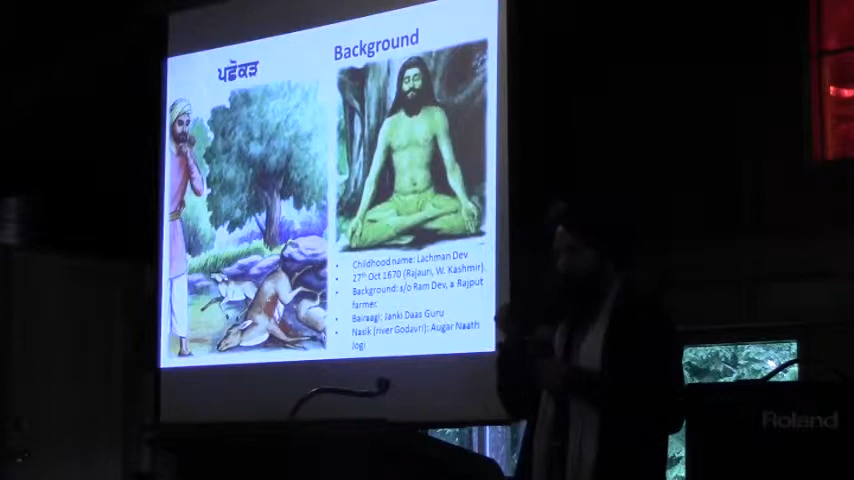 ਪਛੋਕੜ
Background
• Childhood name: Lachman Dev
• 27th Oct 1670 (Rajauri, W. Kashmir).
• Background: s/o Ram Dev, a Rajput
farmer.
• Bairaagi: Janki Daas Guru
• Nasik (river Godavri): Augar Naath
Jogi
Roland